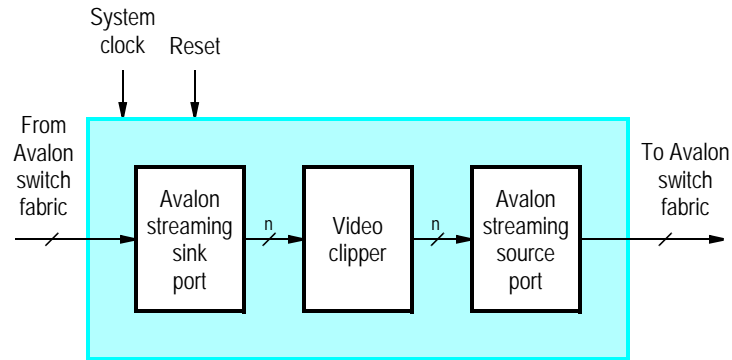 System
clock
Reset
From
Avalon
switch
fabric
Avalon
streaming
sink
port
n
Video
clipper
n
Avalon
streaming
source
port
To Avalon
switch
fabric